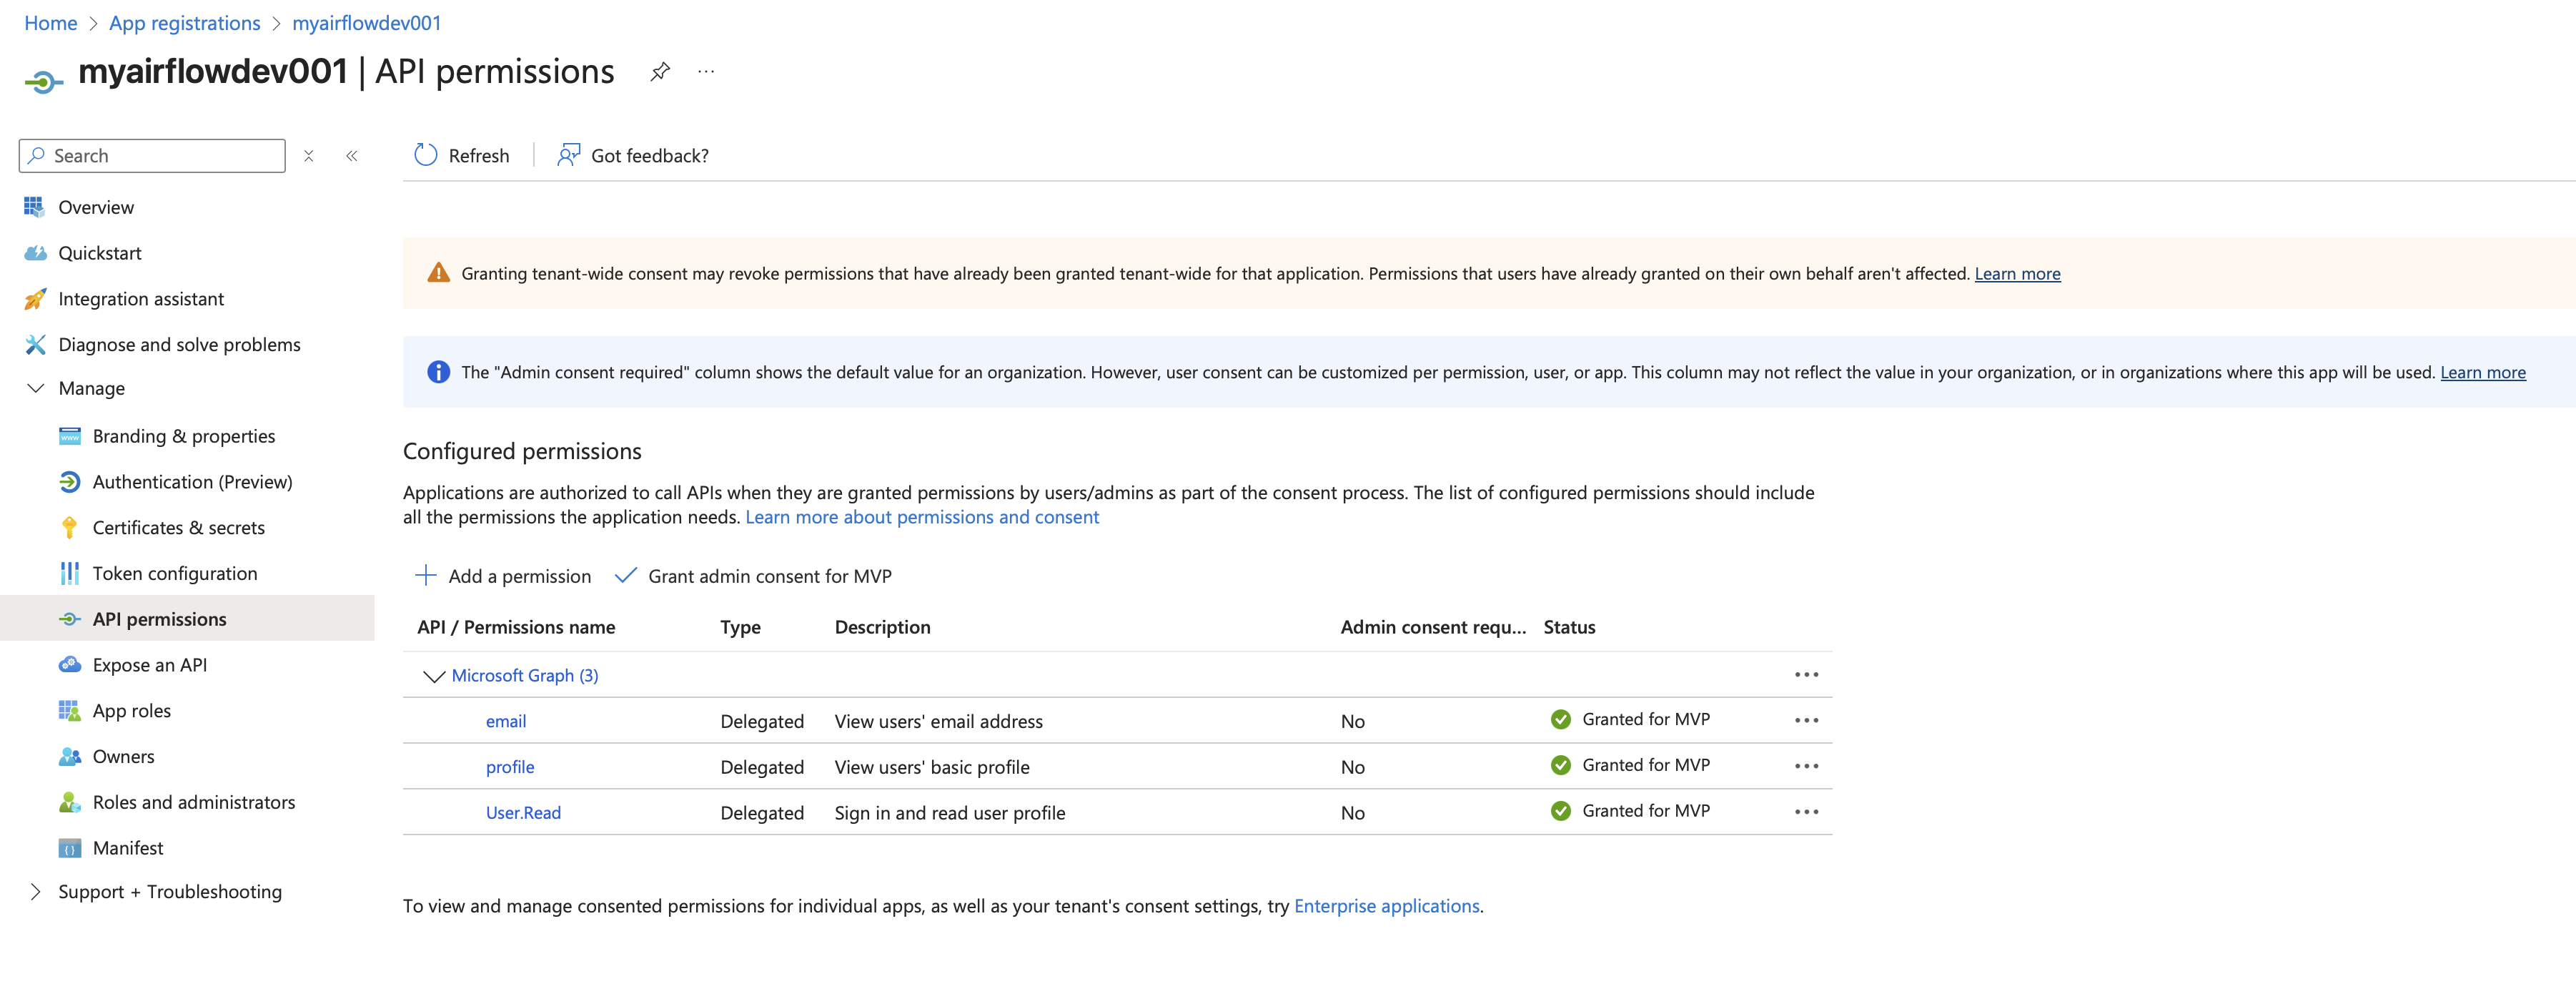 Home > App registrations > myairflowdev001
myairflowdev001 | API permissions ...
Search
Refresh | Got feedback?
Overview
Quickstart
Integration assistant
Diagnose and solve problems
Manage
Branding & properties
Authentication (Preview)
Certificates & secrets
Token configuration
API permissions
Expose an API
App roles
Owners
Roles and administrators
Manifest
Support + Troubleshooting
Granting tenant-wide consent may revoke permissions that have already been granted tenant-wide for that application. Permissions that users have already granted on their own behalf aren't affected. Learn more
The "Admin consent required" column shows the default value for an organization. However, user consent can be customized per permission, user, or app. This column may not reflect the value in your organization, or in organizations where this app will be used. Learn more
Configured permissions
Applications are authorized to call APIs when they are granted permissions by users/admins as part of the consent process. The list of configured permissions should include
all the permissions the application needs. Learn more about permissions and consent
Add a permission Grant admin consent for MVP
API / Permissions name Type Description Admin consent requ... Status
Microsoft Graph (3)
email Delegated View users' email address No Granted for MVP
profile Delegated View users' basic profile No Granted for MVP
User.Read Delegated Sign in and read user profile No Granted for MVP
To view and manage consented permissions for individual apps, as well as your tenant's consent settings, try Enterprise applications.